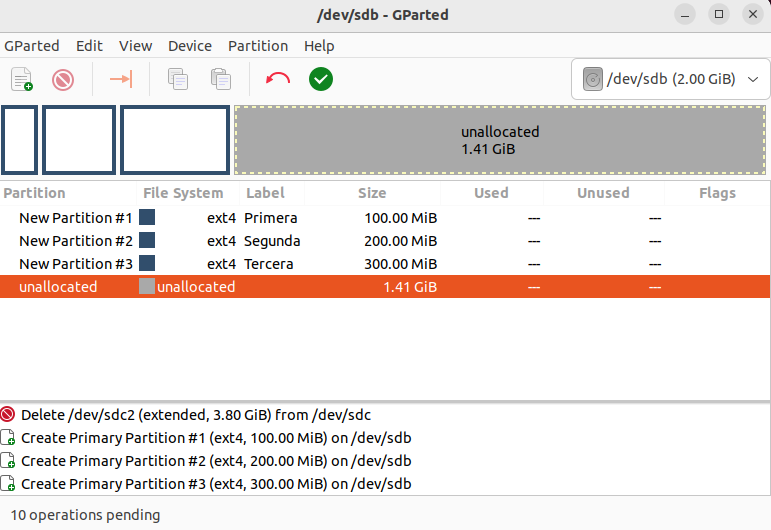 /dev/sdb - GParted
GParted Edit View Device Partition Help
/dev/sdb (2.00 GiB)
unallocated
1.41 GiB
Partition File System Label Size Used Unused Flags
New Partition #1 ext4 Primera 100.00 MiB --- ---
New Partition #2 ext4 Segunda 200.00 MiB --- ---
New Partition #3 ext4 Tercera 300.00 MiB --- ---
unallocated unallocated 1.41 GiB --- ---
Delete /dev/sdc2 (extended, 3.80 GiB) from /dev/sdc
Create Primary Partition #1 (ext4, 100.00 MiB) on /dev/sdb
Create Primary Partition #2 (ext4, 200.00 MiB) on /dev/sdb
Create Primary Partition #3 (ext4, 300.00 MiB) on /dev/sdb
10 operations pending